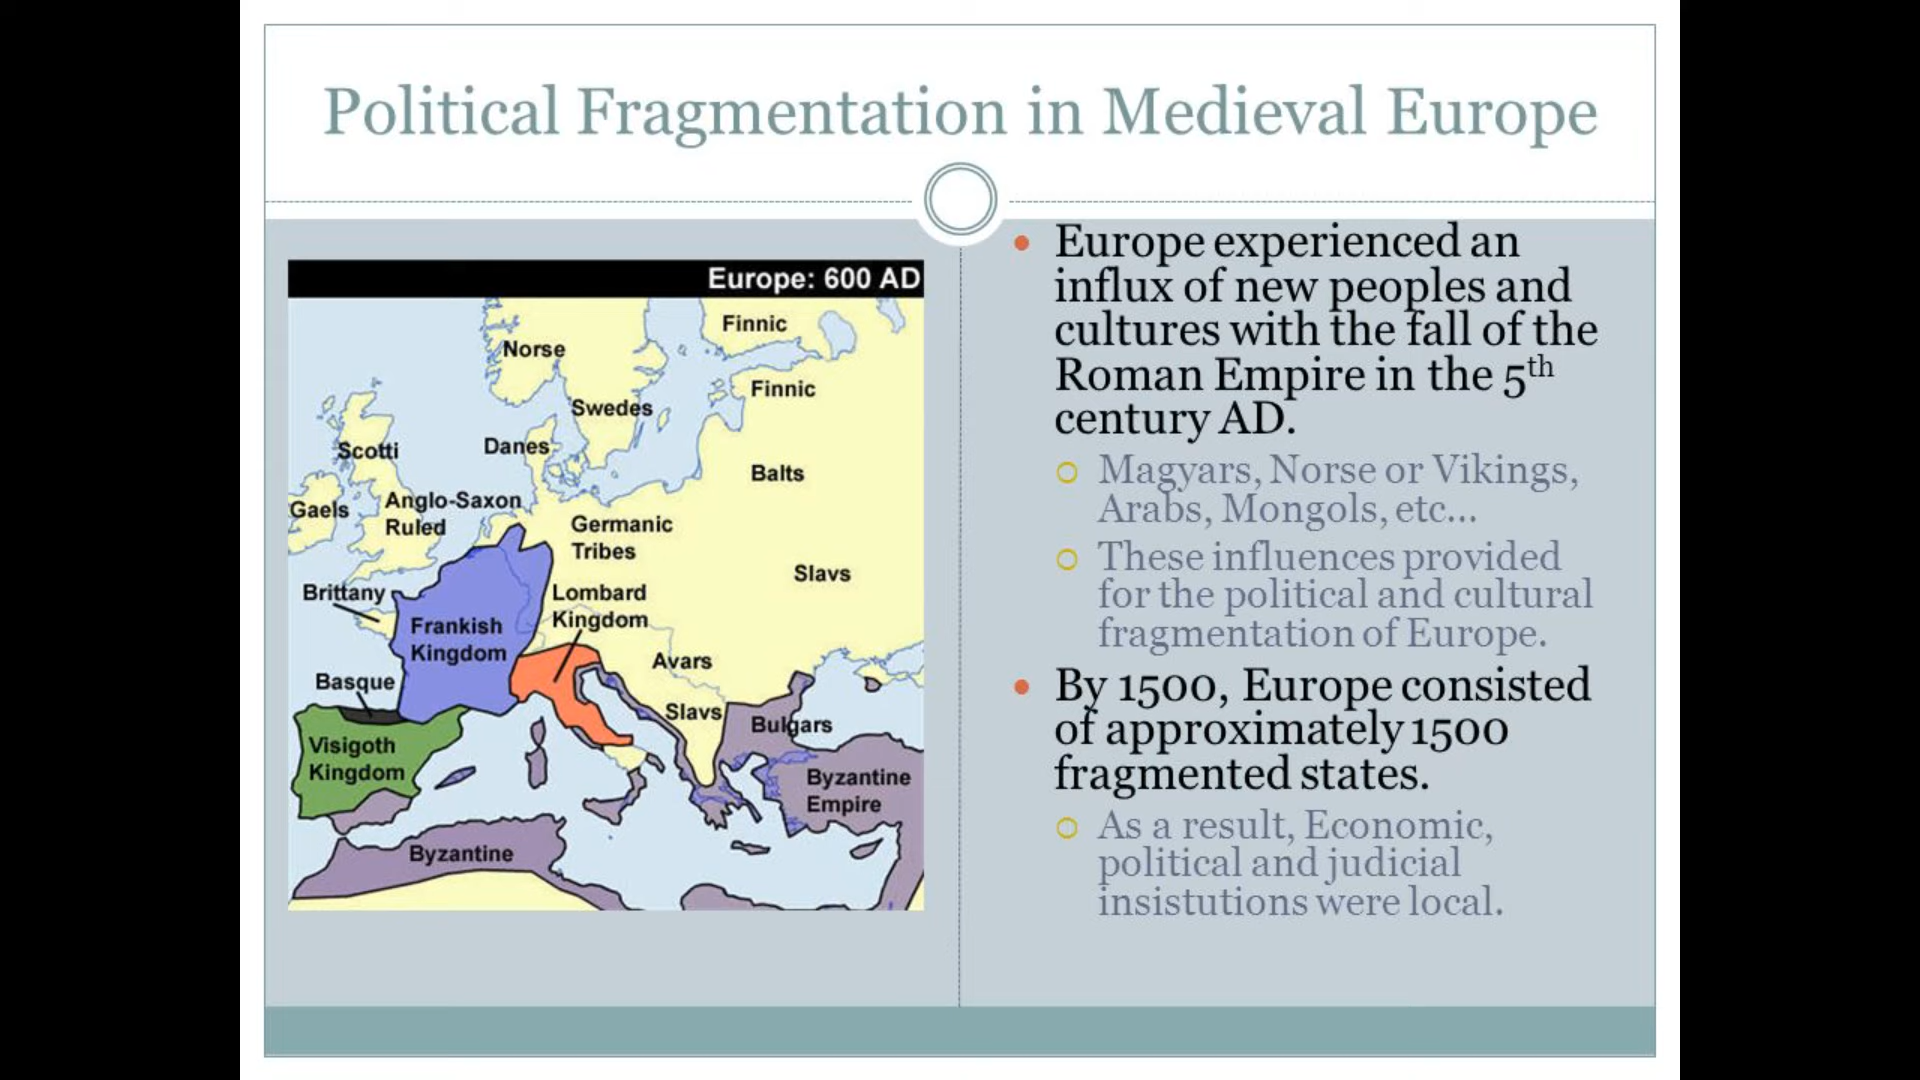 Political Fragmentation in Medieval Europe
Europe: 600 AD
Finnic
Norse
Finnic
Swedes
Danes
Scotti
Balts
Anglo-Saxon
Ruled
Gaels
Germanic
Tribes
Slavs
Brittany
Lombard
Kingdom
Frankish
Kingdom
Avars
Basque
Slavs
Bulgars
Visigoth
Kingdom
Byzantine
Empire
Byzantine
• Europe experienced an
influx of new peoples and
cultures with the fall of the
Roman Empire in the 5th
century AD.
Magyars, Norse or Vikings,
Arabs, Mongols, etc...
These influences provided
for the political and cultural
fragmentation of Europe.
• By 1500, Europe consisted
of approximately 1500
fragmented states.
As a result, Economic,
political and judicial
insistutions were local.